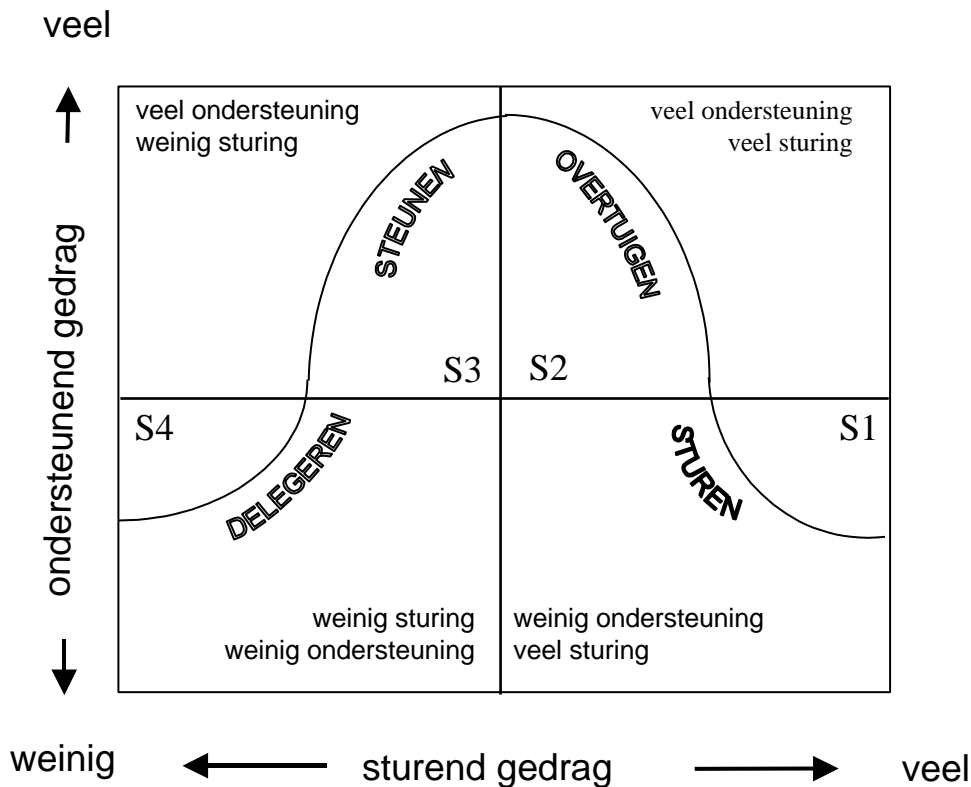 veel
veel ondersteuning
weinig sturing
veel ondersteuning
veel sturing
STEUNEN
OVERTUIGEN
ondersteunend gedrag
S3
S2
S4
S1
DELEGEREN
STUREN
weinig sturing
weinig ondersteuning
weinig ondersteuning
veel sturing
weinig
sturend gedrag
veel